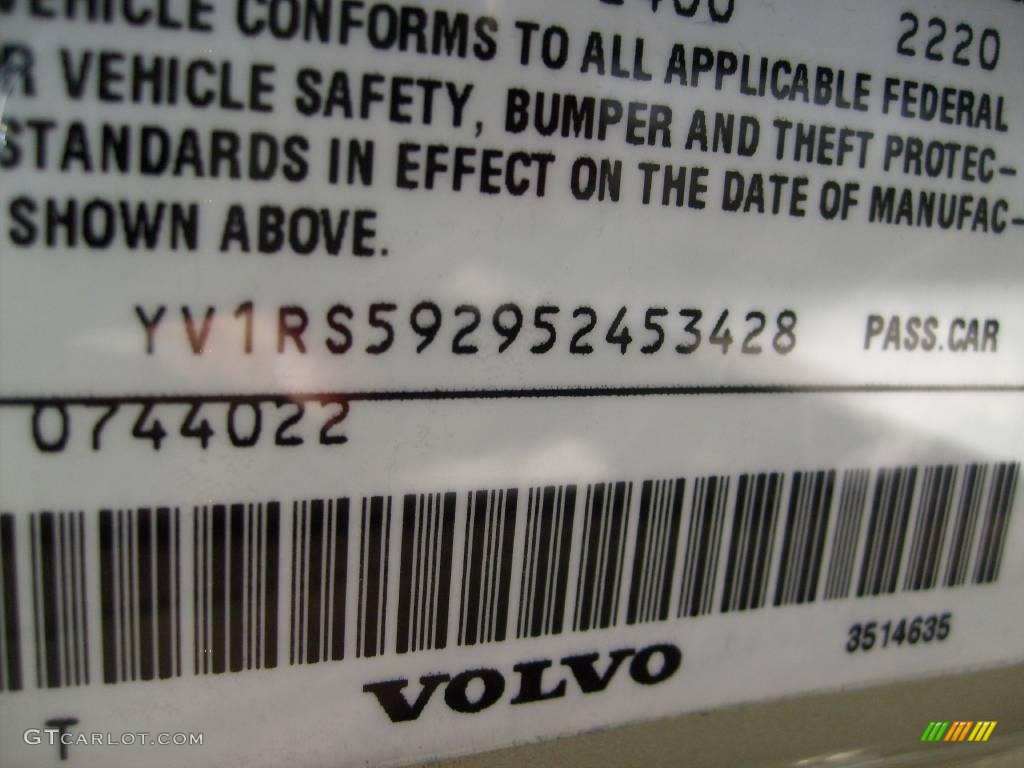 2220
VEHICLE CONFORMS TO ALL APPLICABLE FEDERAL
R VEHICLE SAFETY, BUMPER AND THEFT PROTEC-
STANDARDS IN EFFECT ON THE DATE OF MANUFAC-
SHOWN ABOVE.
YV1RS592952453428 PASS.CAR
0744022
3514635
VOLVO
T
GTCARLOT.COM